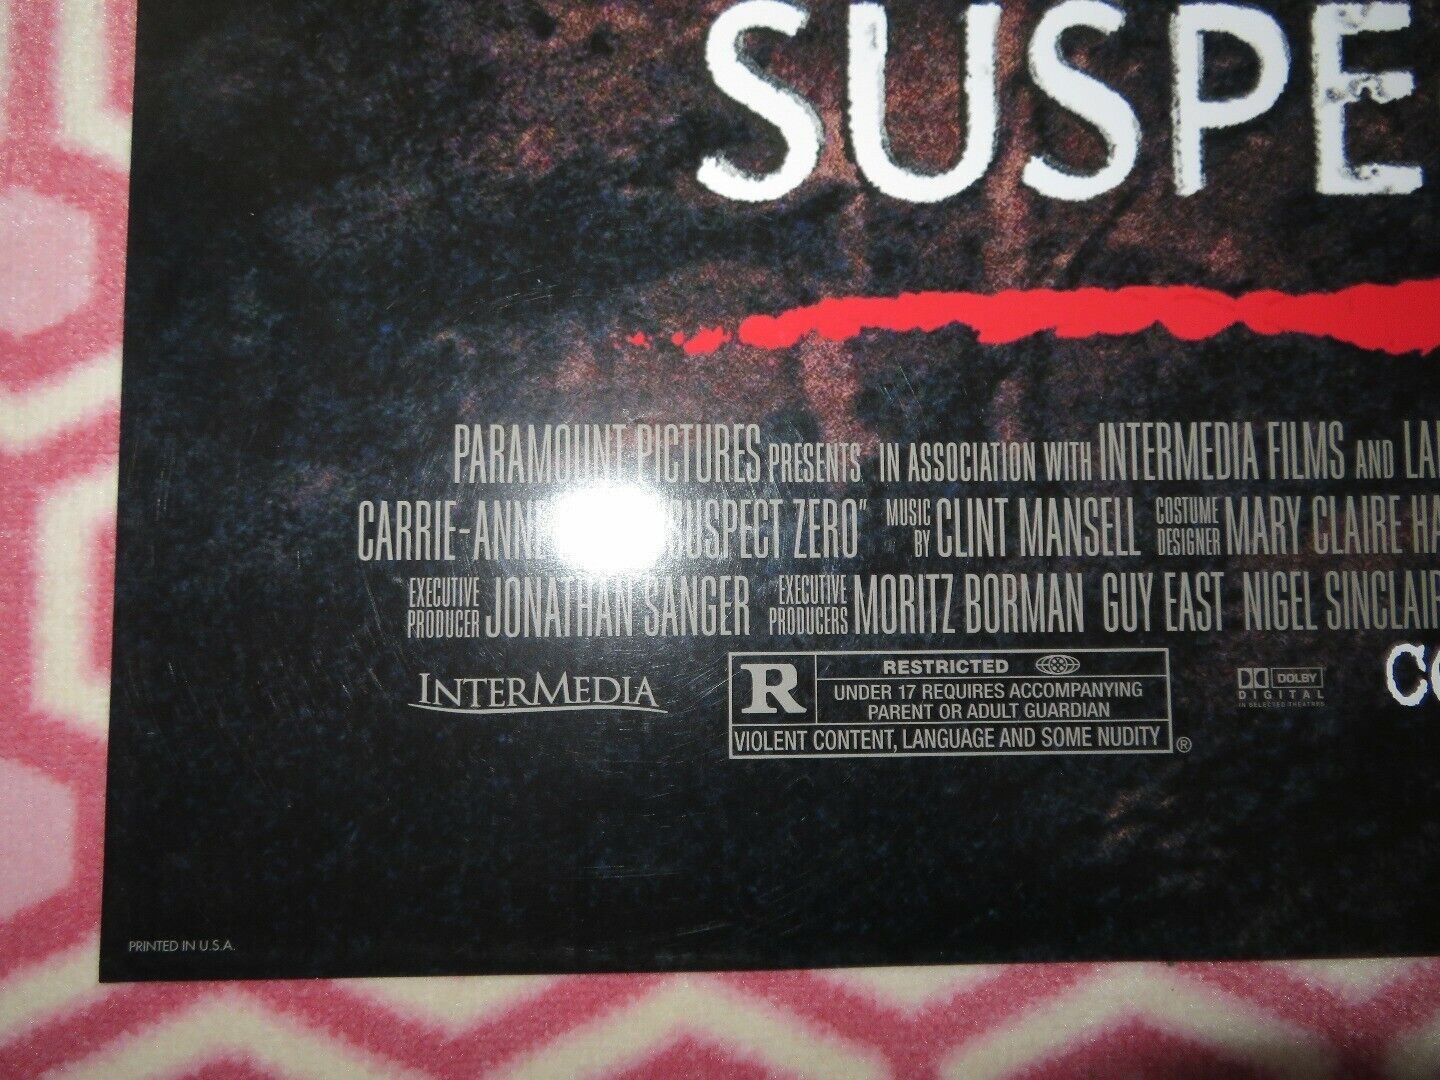 SUSPE
PARAMOUNT PICTURES PRESENTS IN ASSOCIATION WITH INTERMEDIA FILMS AND LA
CARRIE-ANNE SUSPECT ZERO" MUSIC BY CLINT MANSELL COSTUME DESIGNER MARY CLAIRE HA
EXECUTIVE PRODUCER JONATHAN SANGER EXECUTIVE PRODUCERS MORITZ BORMAN GUY EAST NIGEL SINCLAIR
INTERMEDIA
R RESTRICTED
UNDER 17 REQUIRES ACCOMPANYING
PARENT OR ADULT GUARDIAN
VIOLENT CONTENT, LANGUAGE AND SOME NUDITY ®
DOLBY
DIGITAL
IN SELECTED THEATRES
CO
PRINTED IN U.S.A.